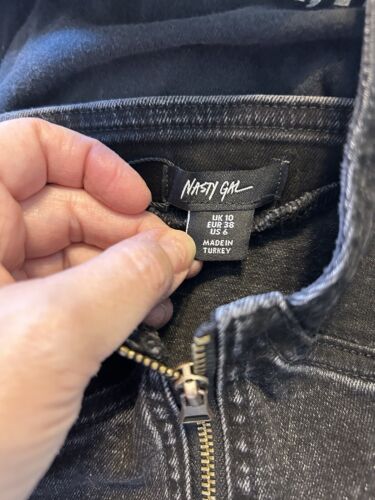 NASTY GAL
UK 10
EUR 38
US 6
MADE IN
TURKEY